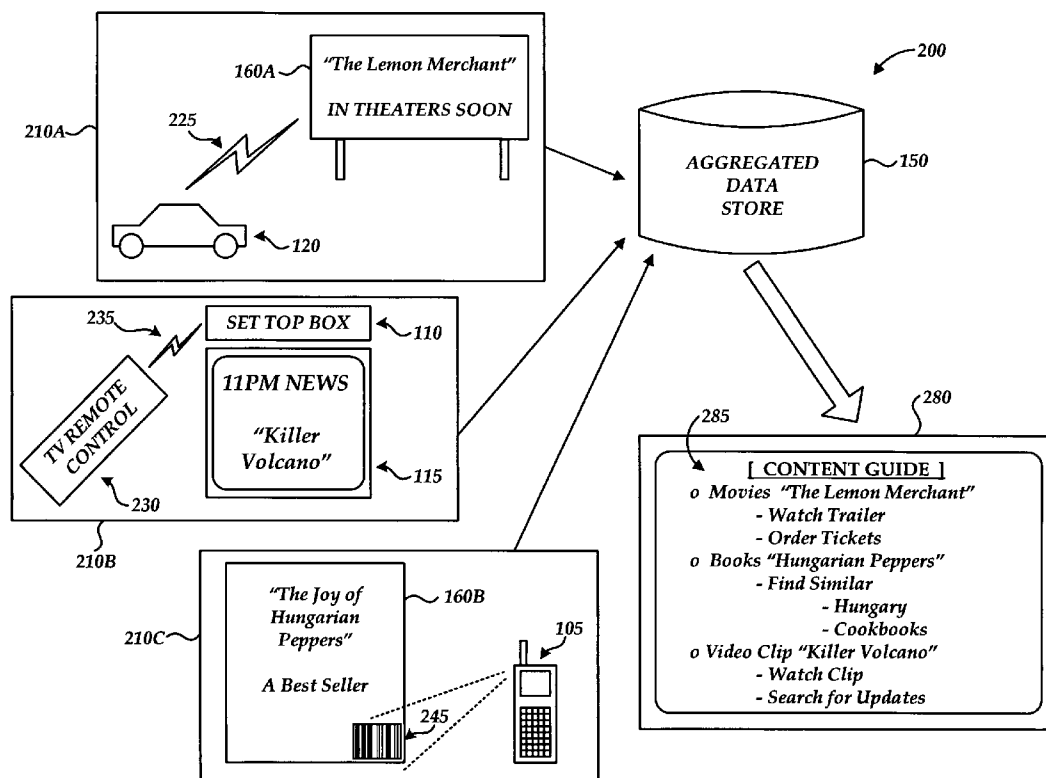 200
210A
160A
"The Lemon Merchant"
IN THEATERS SOON
225
120
AGGREGATED
DATA
STORE
150
235
SET TOP BOX
110
TV REMOTE
CONTROL
230
11PM NEWS
"Killer
Volcano"
115
210B
210C
"The Joy of
Hungarian
Peppers"
A Best Seller
160B
105
245
280
285
[ CONTENT GUIDE ]
o Movies "The Lemon Merchant"
- Watch Trailer
- Order Tickets
o Books "Hungarian Peppers"
- Find Similar
- Hungary
- Cookbooks
o Video Clip "Killer Volcano"
- Watch Clip
- Search for Updates